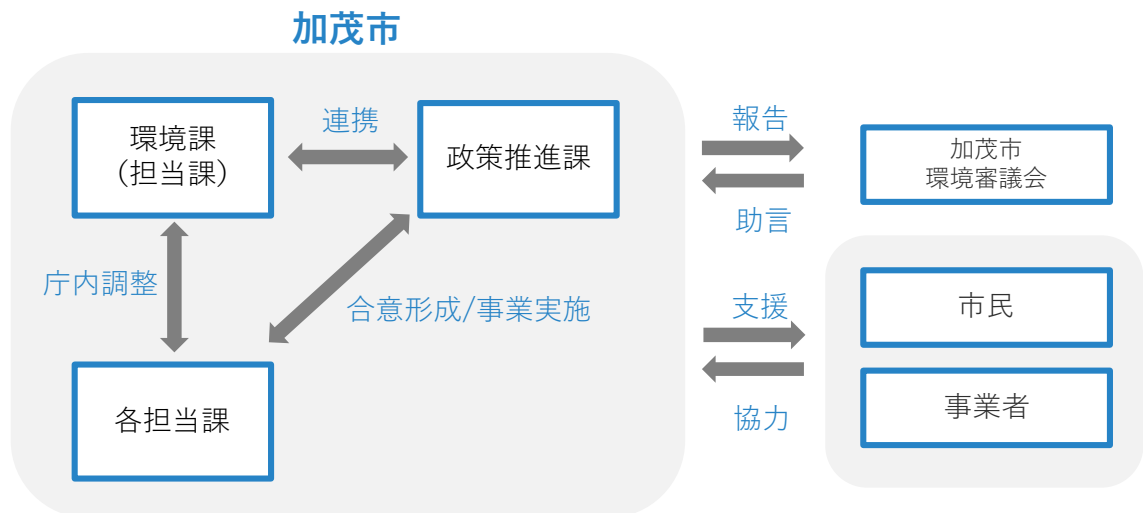 加茂市
環境課
（担当課）
連携
政策推進課
報告
助言
加茂市
環境審議会
庁内調整
合意形成/事業実施
各担当課
支援
協力
市民
事業者